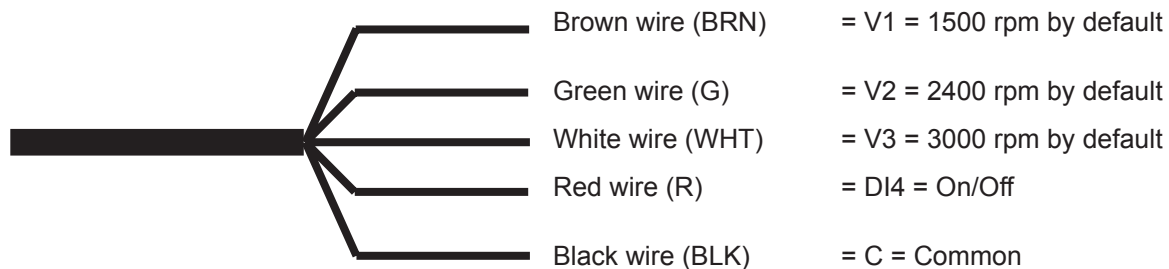 Brown wire (BRN) = V1 = 1500 rpm by default
Green wire (G) = V2 = 2400 rpm by default
White wire (WHT) = V3 = 3000 rpm by default
Red wire (R) = DI4 = On/Off
Black wire (BLK) = C = Common